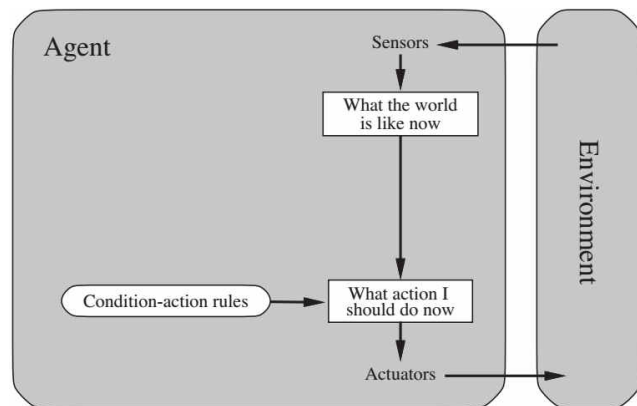 Agent
Sensors
What the world
is like now
Environment
Condition-action rules
What action I
should do now
Actuators